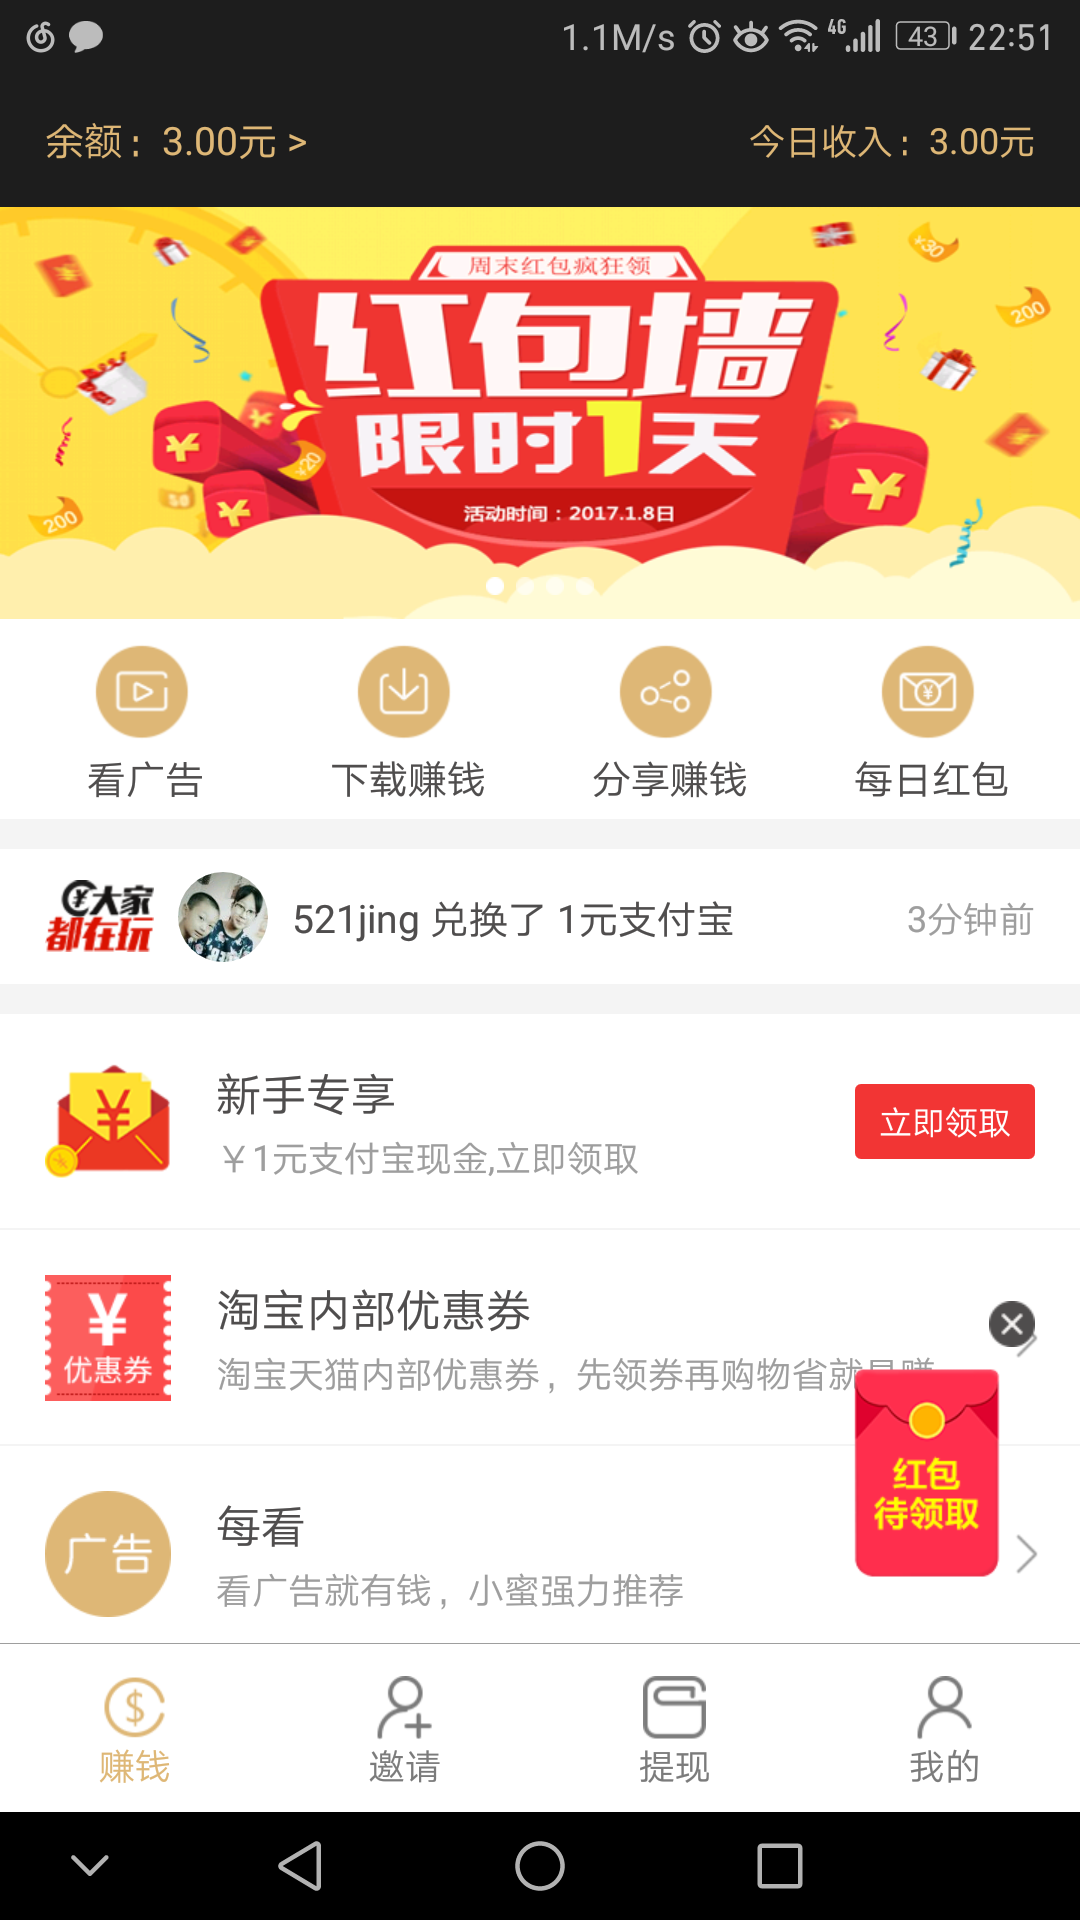 1.1M/s 4G 43 22:51
余额：3.00元 >
今日收入：3.00元
周末红包疯狂领
红包墙
限时1天
活动时间：2017.1.8日
¥30
200
200
¥20
看广告
下载赚钱
分享赚钱
每日红包
大家
都在玩
521jing 兑换了 1元支付宝
3分钟前
新手专享
￥1元支付宝现金,立即领取
立即领取
¥
优惠券
淘宝内部优惠券
淘宝天猫内部优惠券，先领券再购物省就是赚
红包
待领取
广告
每看
看广告就有钱，小蜜强力推荐
赚钱
邀请
提现
我的